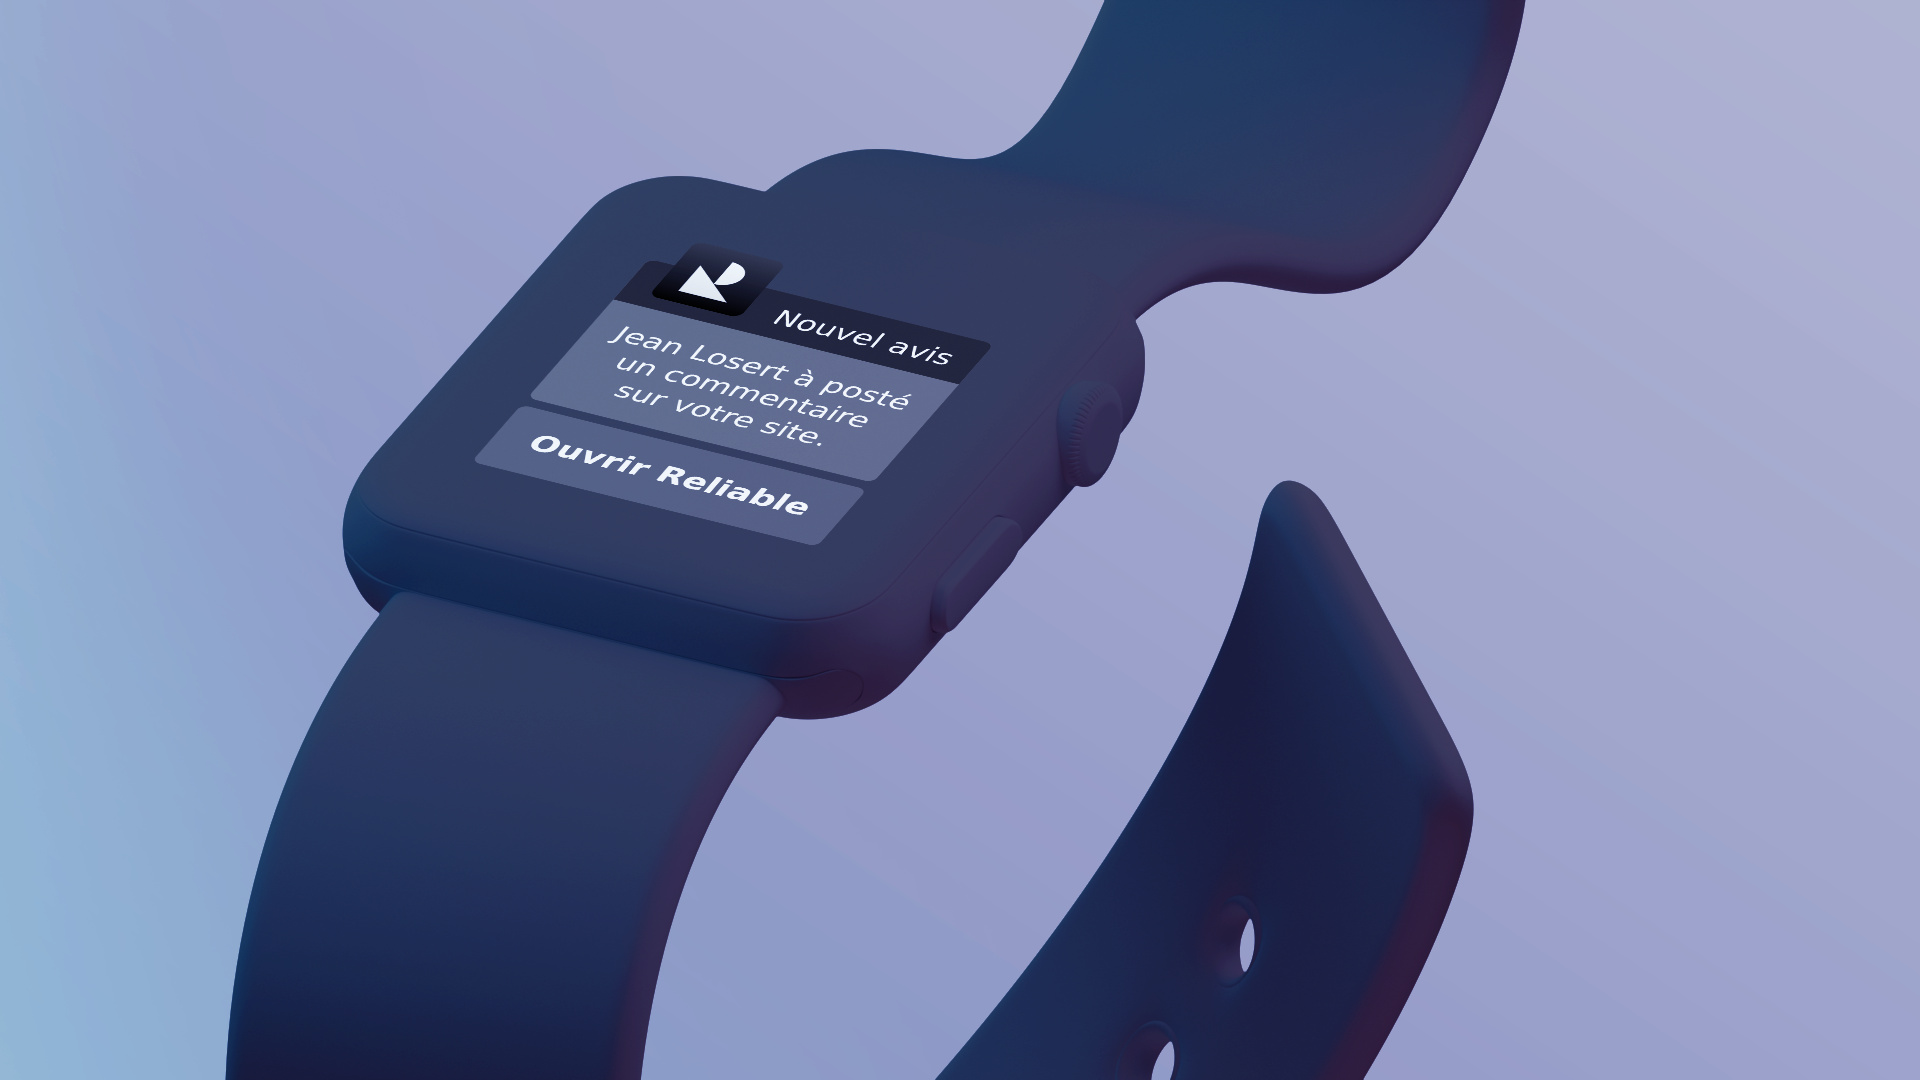 Nouvel avis
Jean Losert à posté
un commentaire
sur votre site.
Ouvrir Reliable